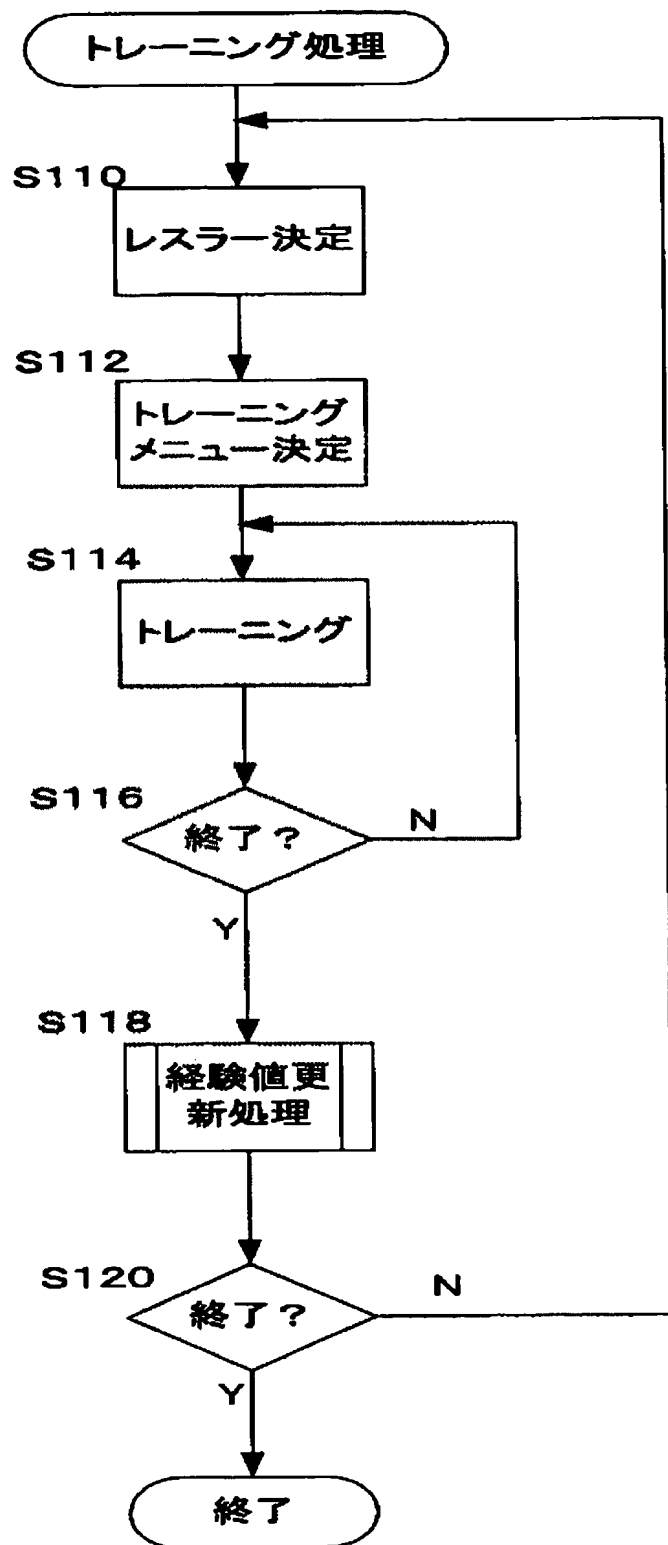 トレーニング処理
S110
レスラー決定
S112
トレーニング
メニュー決定
S114
トレーニング
S116
終了?
N
Y
S118
経験値更
新処理
S120
終了?
N
Y
終了